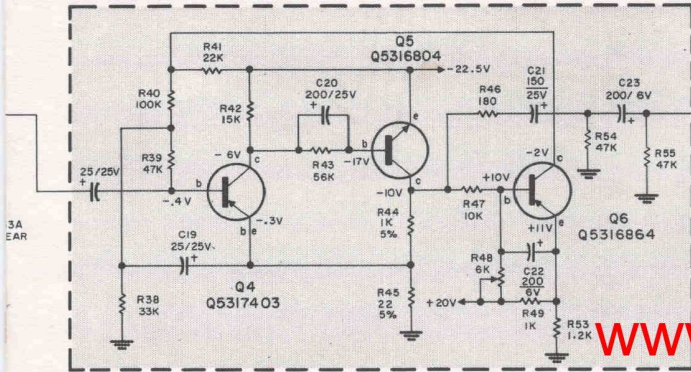 R41
22K
R40
100K
R42
15K
C20
200/25V
Q5
Q5316804
-22.5V
R46
180
C21
150
25V
C23
200/6V
R39
47K
-6V
c
R43
56K
b
-17V
e
c
-10V
R54
47K
R55
47K
25/25V
-.4V
b
-.3V
b e
+10V
R47
10K
b
-2V
c
e
+11V
Q6
Q5316864
3A
EAR
C19
25/25V
R44
1K
5%
R48
6K
C22
200
6V
Q4
Q5317403
R38
33K
R45
22
5%
+20V
R49
1K
R53
1.2K
WWW